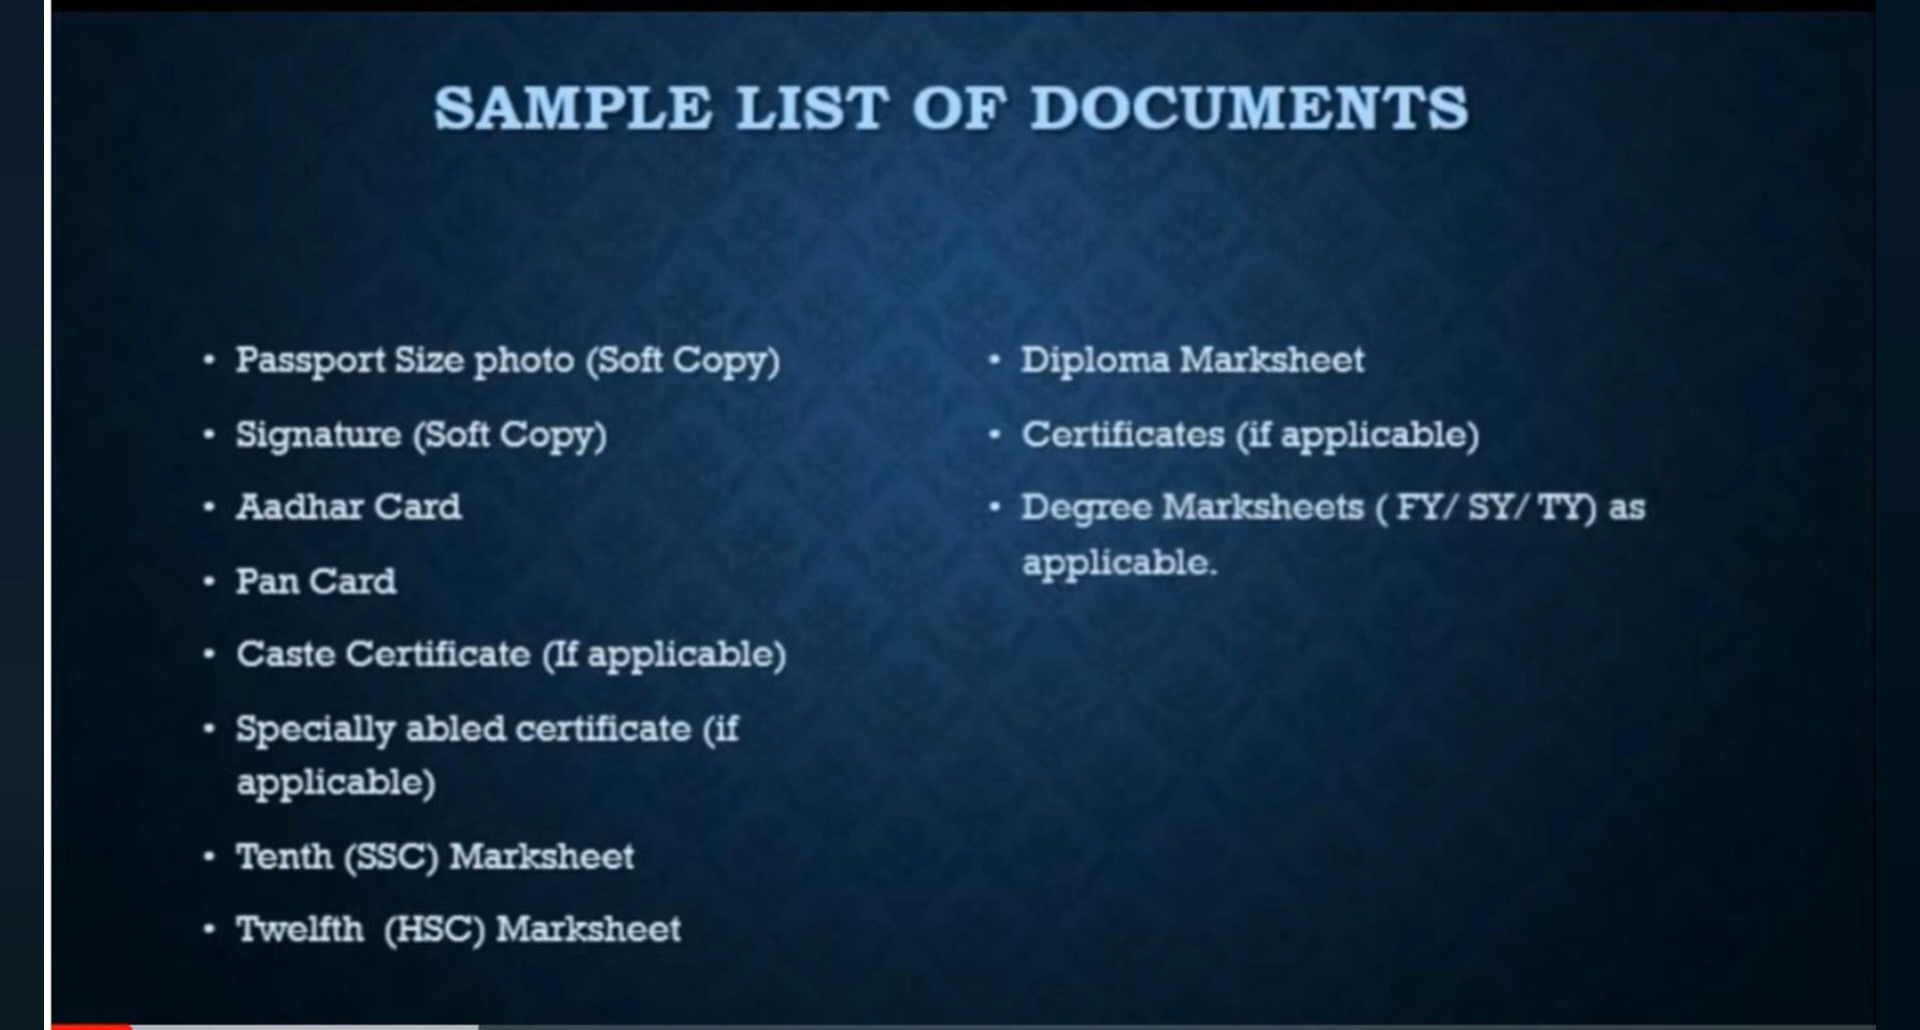 SAMPLE LIST OF DOCUMENTS
• Passport Size photo (Soft Copy)
• Signature (Soft Copy)
• Aadhar Card
• Pan Card
• Caste Certificate (If applicable)
• Specially abled certificate (if
applicable)
• Tenth (SSC) Marksheet
• Twelfth (HSC) Marksheet
• Diploma Marksheet
• Certificates (if applicable)
• Degree Marksheets ( FY/ SY/ TY) as
applicable.